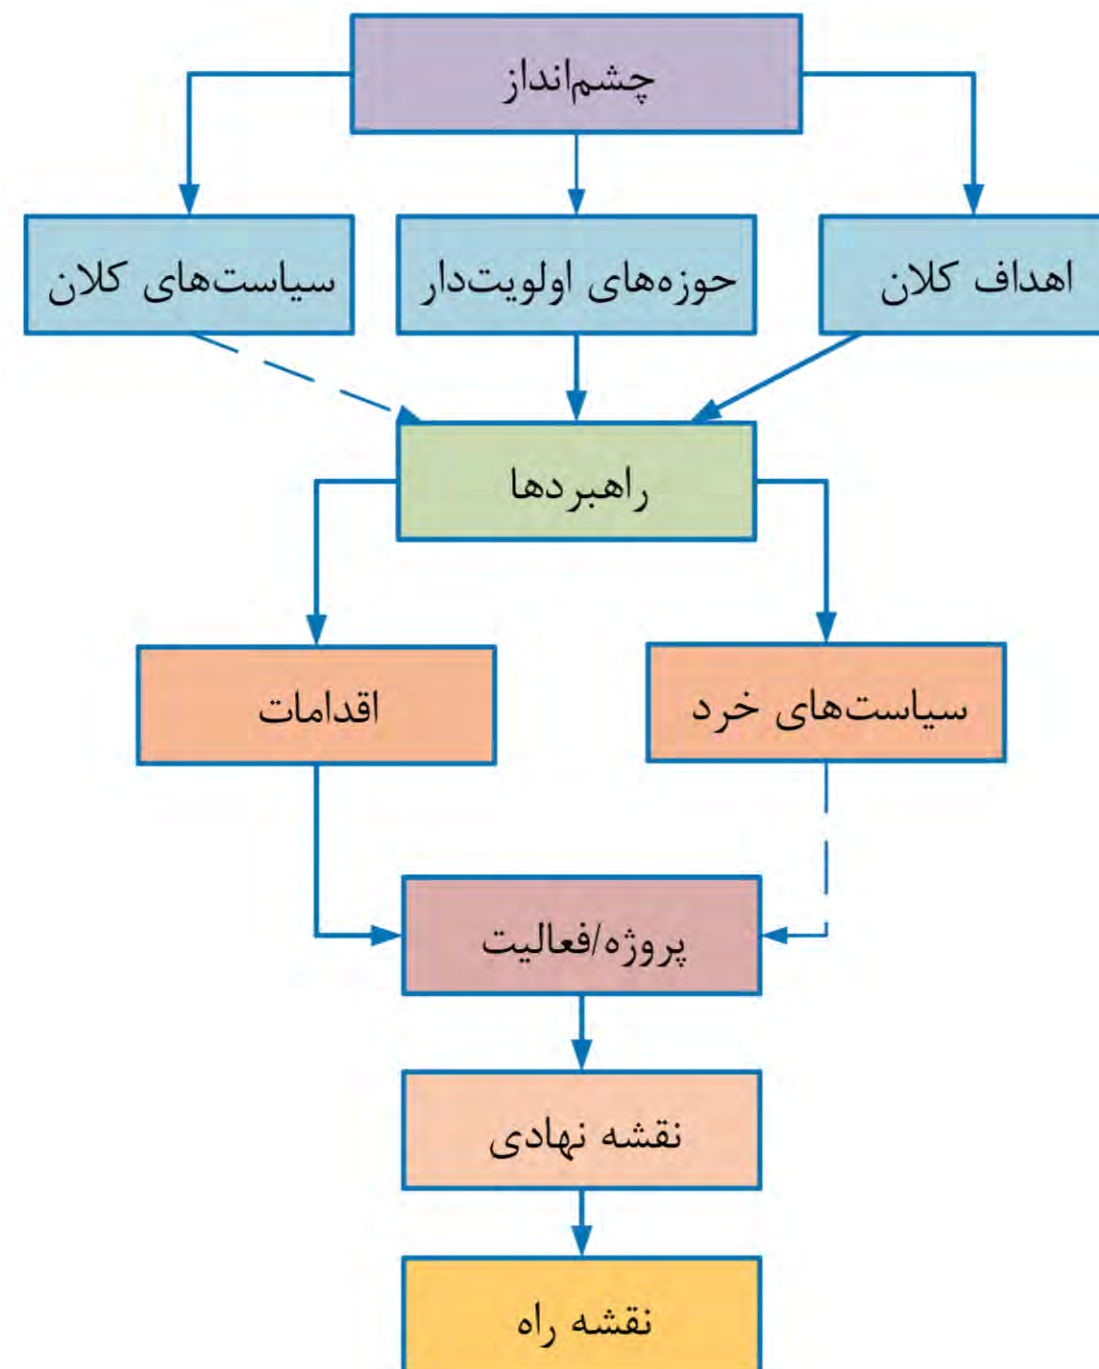 چشم‌انداز
اهداف کلان
حوزه‌های اولویت‌دار
سیاست‌های کلان
راهبردها
سیاست‌های خرد
اقدامات
پروژه/فعالیت
نقشه نهادی
نقشه راه